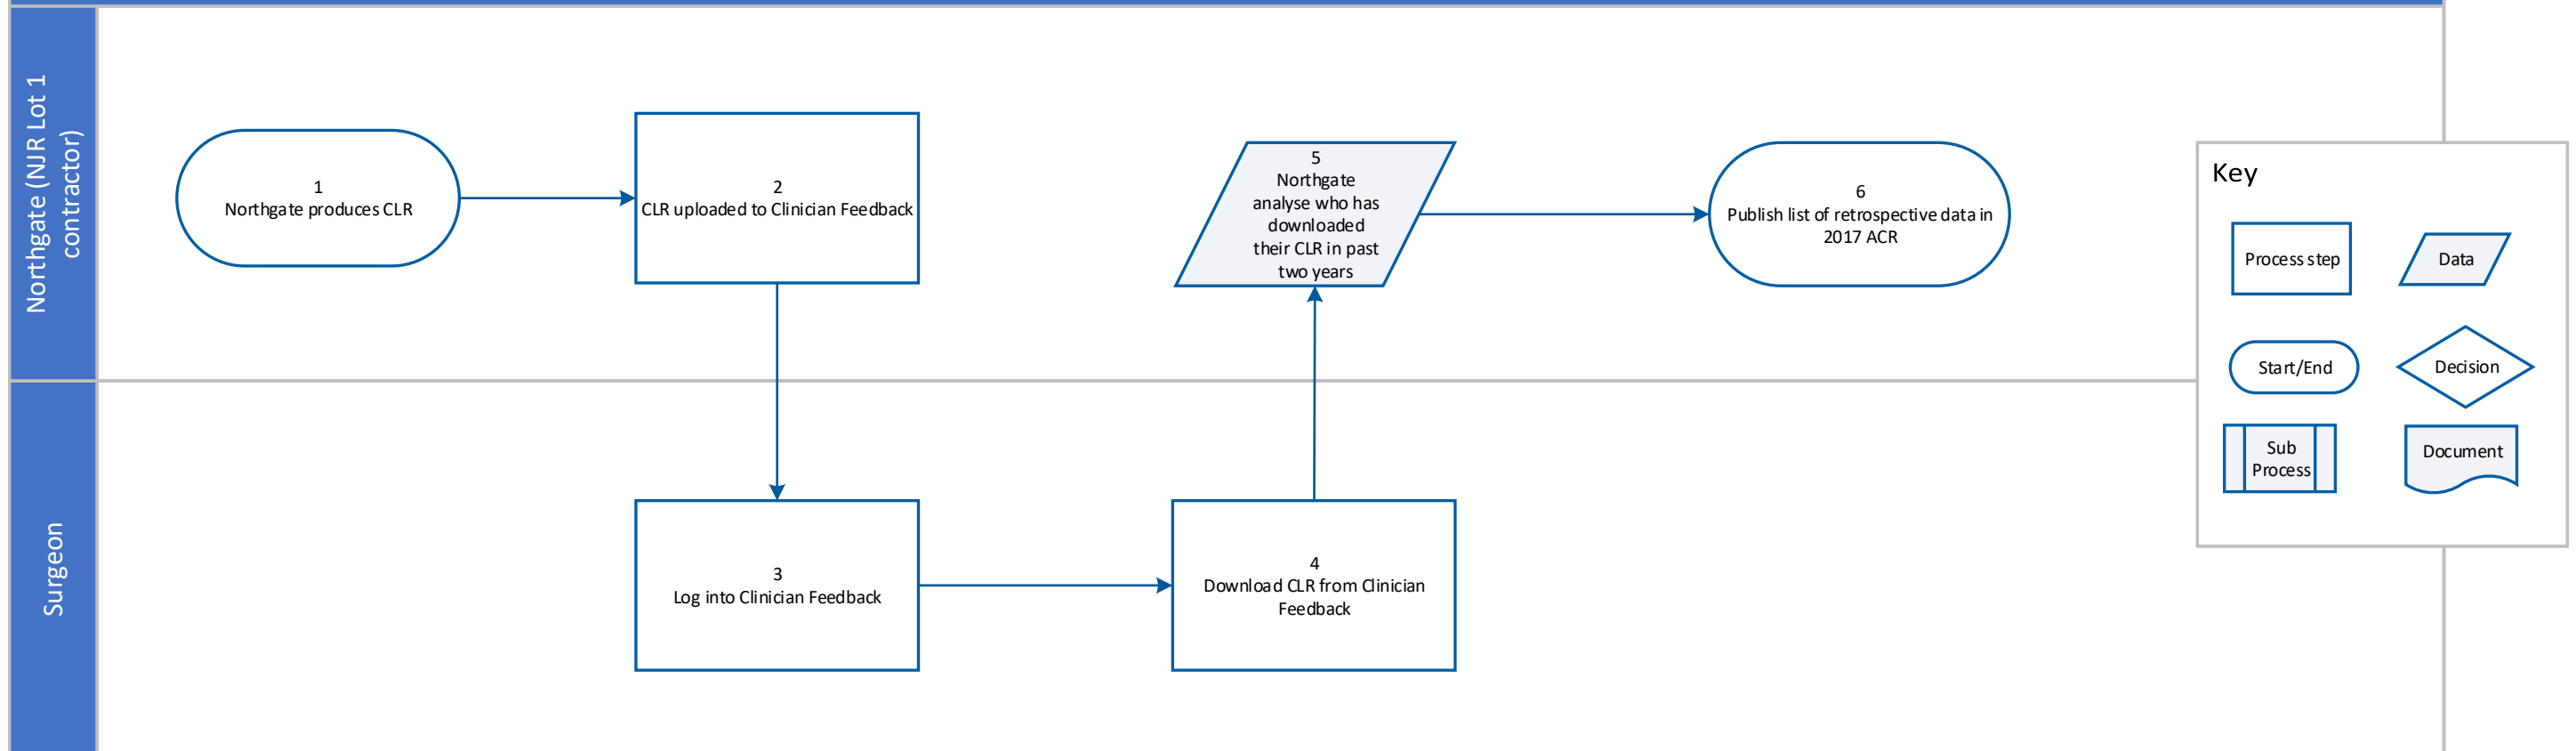 Northgate (NJR Lot 1
contractor)
1
Northgate produces CLR
2
CLR uploaded to Clinician Feedback
5
Northgate
analyse who has
downloaded
their CLR in past
two years
6
Publish list of retrospective data in
2017 ACR
Surgeon
3
Log into Clinician Feedback
4
Download CLR from Clinician
Feedback
Key
Process step
Data
Start/End
Decision
Sub
Process
Document